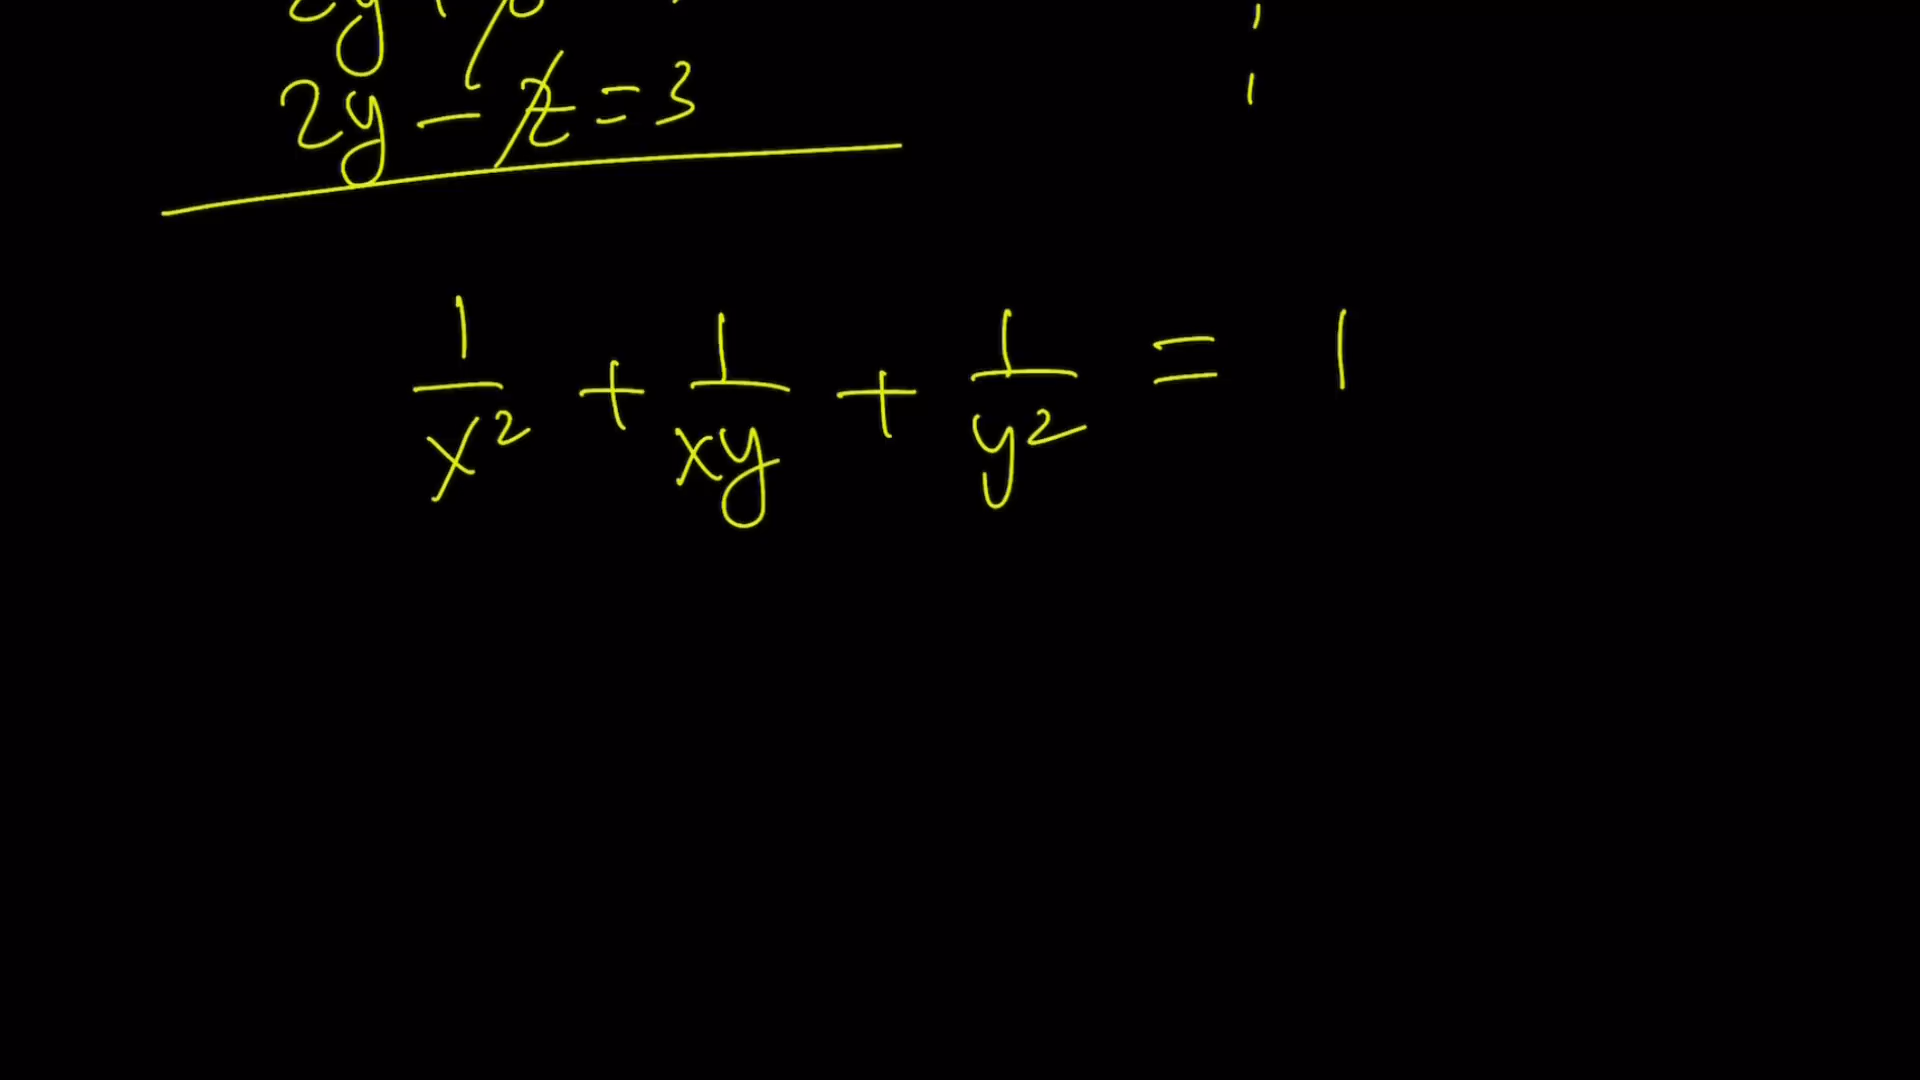 2y - z = 3
1/x² + 1/xy + 1/y² = 1